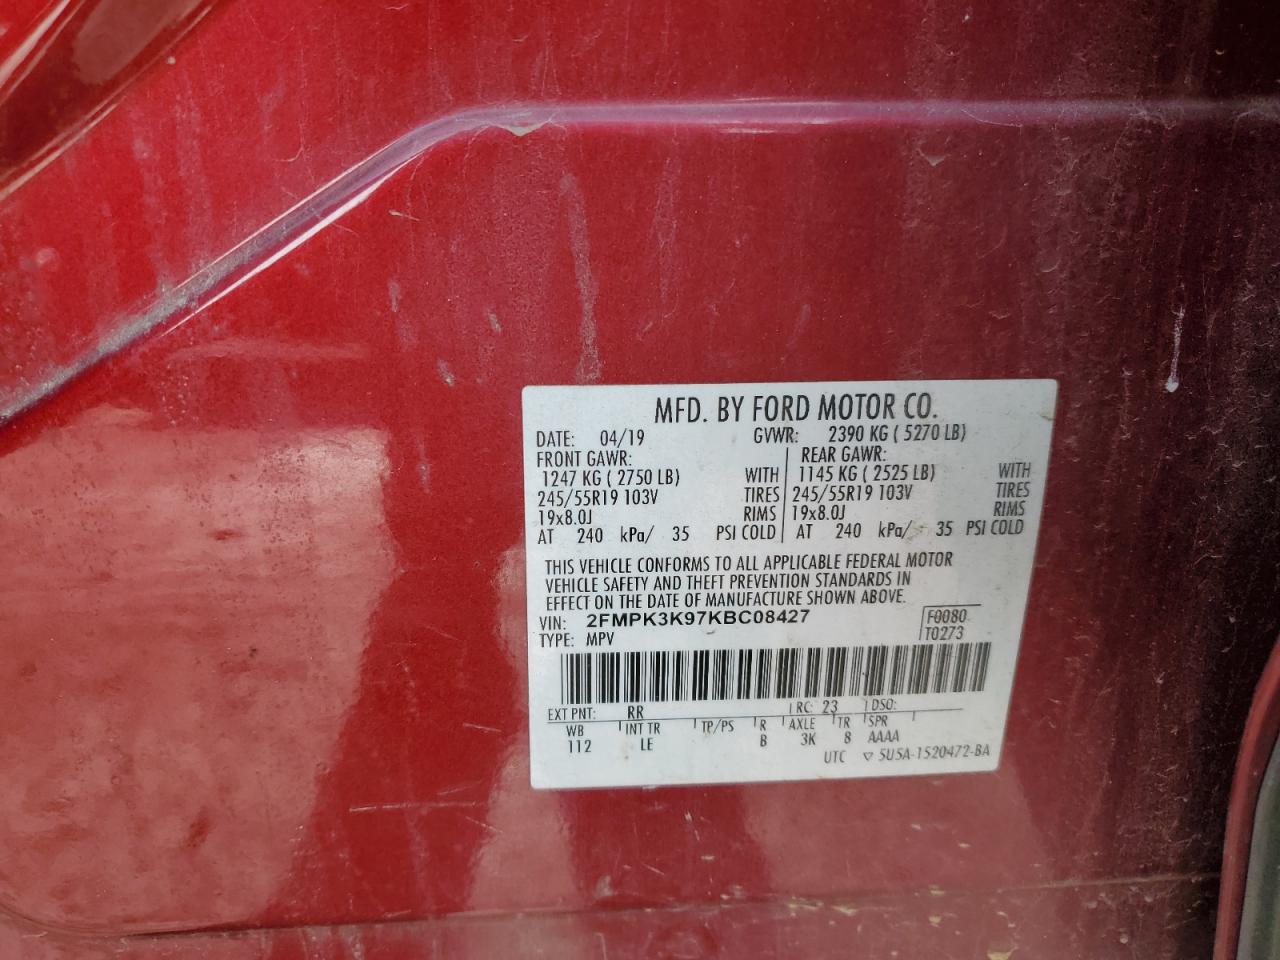 MFD. BY FORD MOTOR CO.
DATE: 04/19 GVWR: 2390 KG ( 5270 LB)
FRONT GAWR: REAR GAWR:
1247 KG ( 2750 LB) WITH 1145 KG ( 2525 LB) WITH
245/55R19 103V TIRES 245/55R19 103V TIRES
19x8.0J RIMS 19x8.0J RIMS
AT 240 kPa/ 35 PSI COLD AT 240 kPa/ 35 PSI COLD
THIS VEHICLE CONFORMS TO ALL APPLICABLE FEDERAL MOTOR
VEHICLE SAFETY AND THEFT PREVENTION STANDARDS IN
EFFECT ON THE DATE OF MANUFACTURE SHOWN ABOVE.
VIN: 2FMPK3K97KBC08427 F0080
TYPE: MPV T0273
EXT PNT: RR RC: 23 DSO:
WB INT TR TP/PS R AXLE TR SPR
112 LE B 3K 8 AAAA
UTC ▽ 5U5A-1520472-BA